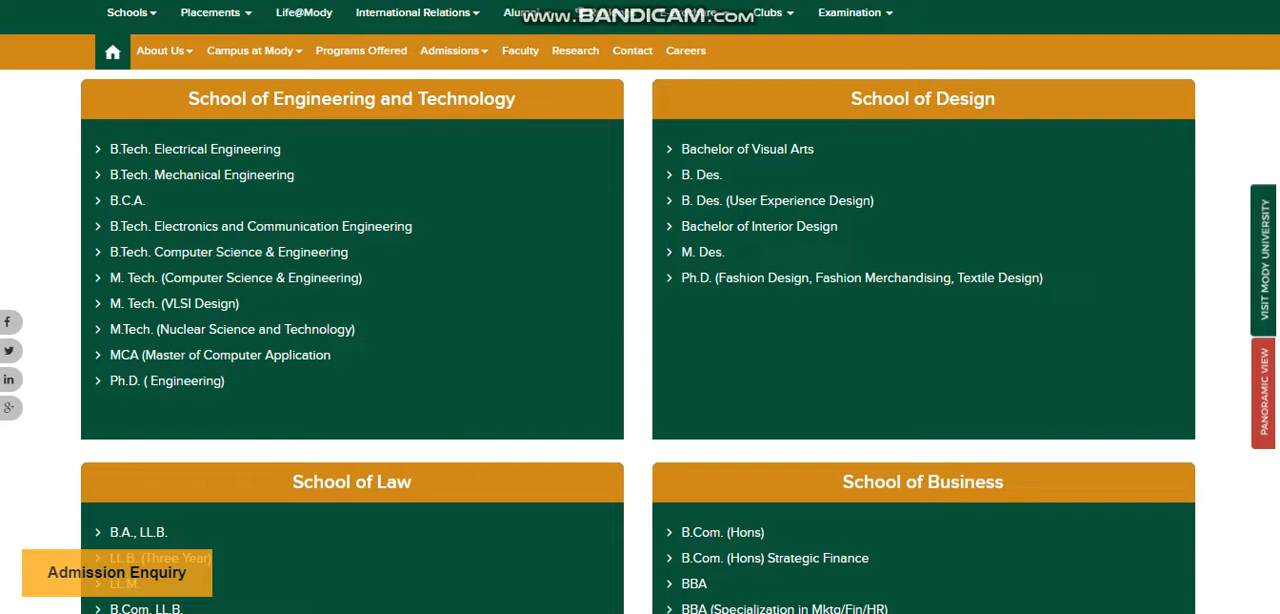 Schools
Placements
Life@Mody
International Relations
Alumni
www.BANDICAM.com
Clubs
Examination
About Us
Campus at Mody
Programs Offered
Admissions
Faculty
Research
Contact
Careers
School of Engineering and Technology
B.Tech. Electrical Engineering
B.Tech. Mechanical Engineering
B.C.A.
B.Tech. Electronics and Communication Engineering
B.Tech. Computer Science & Engineering
M. Tech. (Computer Science & Engineering)
M. Tech. (VLSI Design)
M.Tech. (Nuclear Science and Technology)
MCA (Master of Computer Application
Ph.D. ( Engineering)
School of Design
Bachelor of Visual Arts
B. Des.
B. Des. (User Experience Design)
Bachelor of Interior Design
M. Des.
Ph.D. (Fashion Design, Fashion Merchandising, Textile Design)
School of Law
B.A., LL.B.
LL.B. (Three Year)
LL.M.
B.Com. LL.B.
Admission Enquiry
School of Business
B.Com. (Hons)
B.Com. (Hons) Strategic Finance
BBA
BBA (Specialization in Mktg/Fin/HR)
VISIT MODY UNIVERSITY
PANORAMIC VIEW